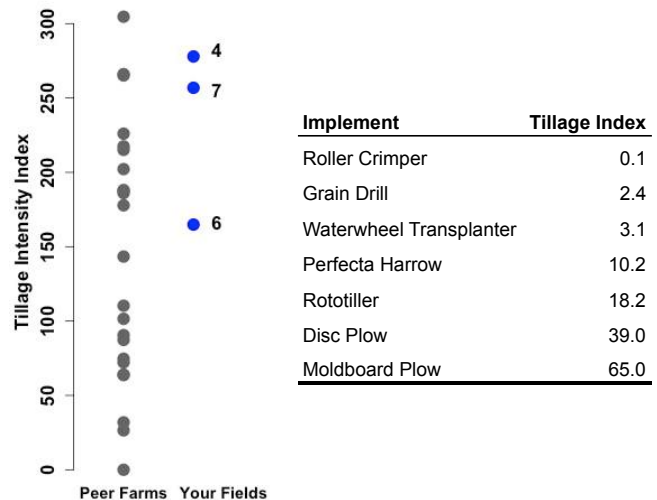 Tillage Intensity Index
300
250
200
150
100
50
0
4
7
6
Peer Farms Your Fields
Implement Tillage Index
Roller Crimper 0.1
Grain Drill 2.4
Waterwheel Transplanter 3.1
Perfecta Harrow 10.2
Rototiller 18.2
Disc Plow 39.0
Moldboard Plow 65.0